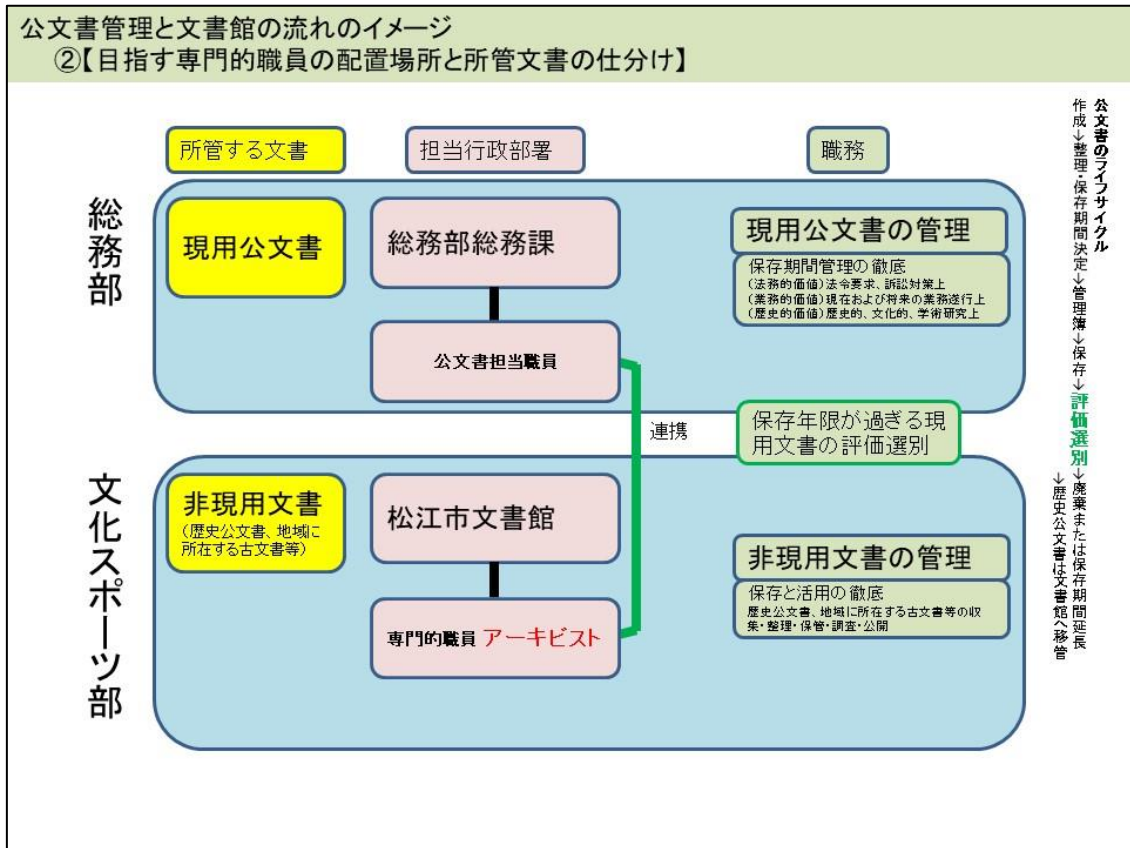 公文書管理と文書館の流れのイメージ
②【目指す専門的職員の配置場所と所管文書の仕分け】
所管する文書
担当行政部署
職務
総務部
現用公文書
総務部総務課
公文書担当職員
現用公文書の管理
保存期間管理の徹底
(法務的価値)法令要求、訴訟対策上
(業務的価値)現在および将来の業務遂行上
(歴史的価値)歴史的、文化的、学術研究上
連携
保存年限が過ぎる現
用文書の評価選別
文化スポーツ部
非現用文書
(歴史公文書、地域に
所在する古文書等)
松江市文書館
専門的職員 アーキビスト
非現用文書の管理
保存と活用の徹底
歴史公文書、地域に所在する古文書等の収
集・整理・保管・調査・公開
公文書のライフサイクル
作成→整理・保存期間決定→管理簿→保存→評価選別→廃棄または保存期間延長
→歴史公文書は文書館へ移管